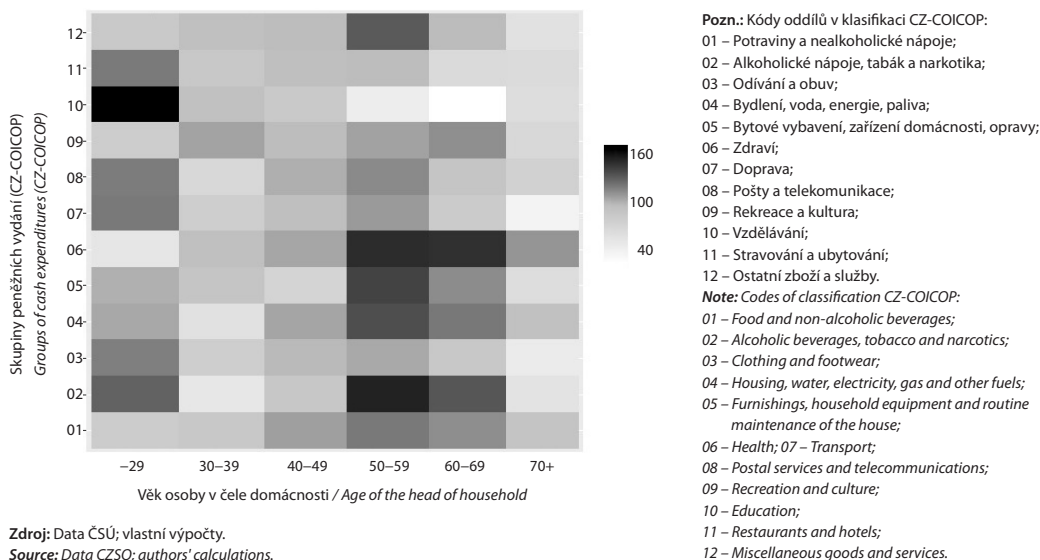 Skupiny peněžních vydání (CZ-COICOP)
Groups of cash expenditures (CZ-COICOP)
12
11
10
09
08
07
06
05
04
03
02
01
−29
30−39
40−49
50−59
60−69
70+
Věk osoby v čele domácnosti / Age of the head of household
160
100
40
Zdroj: Data ČSÚ; vlastní výpočty.
Source: Data CZSO; authors' calculations.
Pozn.: Kódy oddílů v klasifikaci CZ-COICOP:
01 – Potraviny a nealkoholické nápoje;
02 – Alkoholické nápoje, tabák a narkotika;
03 – Odívání a obuv;
04 – Bydlení, voda, energie, paliva;
05 – Bytové vybavení, zařízení domácnosti, opravy;
06 – Zdraví;
07 – Doprava;
08 – Pošty a telekomunikace;
09 – Rekreace a kultura;
10 – Vzdělávání;
11 – Stravování a ubytování;
12 – Ostatní zboží a služby.
Note: Codes of classification CZ-COICOP:
01 – Food and non-alcoholic beverages;
02 – Alcoholic beverages, tobacco and narcotics;
03 – Clothing and footwear;
04 – Housing, water, electricity, gas and other fuels;
05 – Furnishings, household equipment and routine
maintenance of the house;
06 – Health; 07 – Transport;
08 – Postal services and telecommunications;
09 – Recreation and culture;
10 – Education;
11 – Restaurants and hotels;
12 – Miscellaneous goods and services.